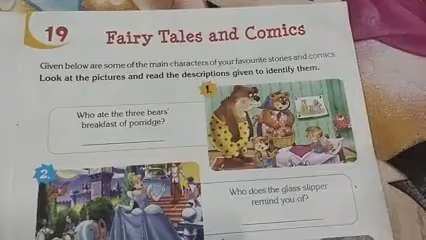 19
Fairy Tales and Comics
Given below are some of the main characters of your favourite stories and comics.
Look at the pictures and read the descriptions given to identify them.
1.
Who ate the three bears'
breakfast of porridge?
2.
Who does the glass slipper
remind you of?